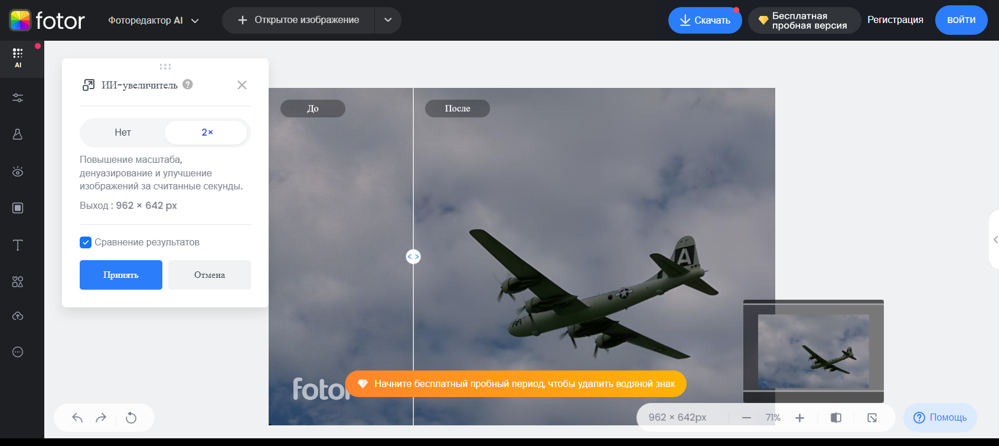 fotor
Фоторедактор AI
Открытое изображение
Скачать
Бесплатная
пробная версия
Регистрация
ВОЙТИ
AI
ИИ-увеличитель
Нет
2×
Повышение масштаба,
денуазирование и улучшение
изображений за считанные секунды.
Выход : 962 × 642 px
Сравнение результатов
Принять
Отмена
До
После
A
fotor
Начните бесплатный пробный период, чтобы удалить водяной знак
962 × 642px
71%
Помощь